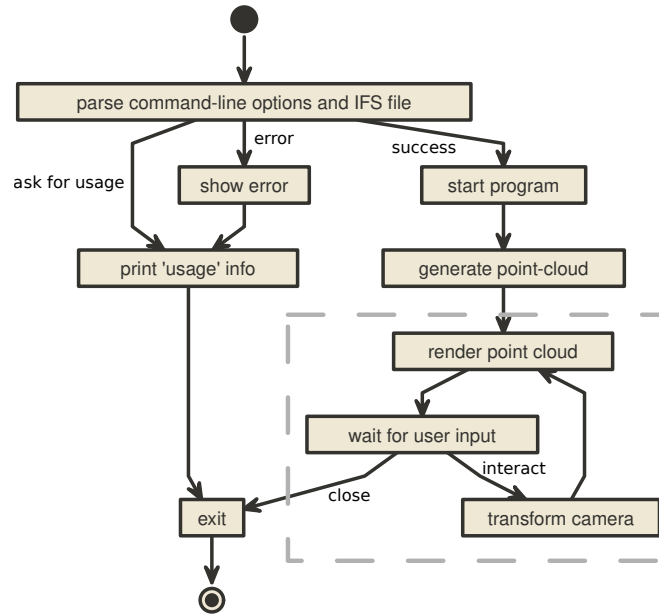 parse command-line options and IFS file
error
success
ask for usage
show error
start program
print 'usage' info
generate point-cloud
render point cloud
wait for user input
interact
close
exit
transform camera